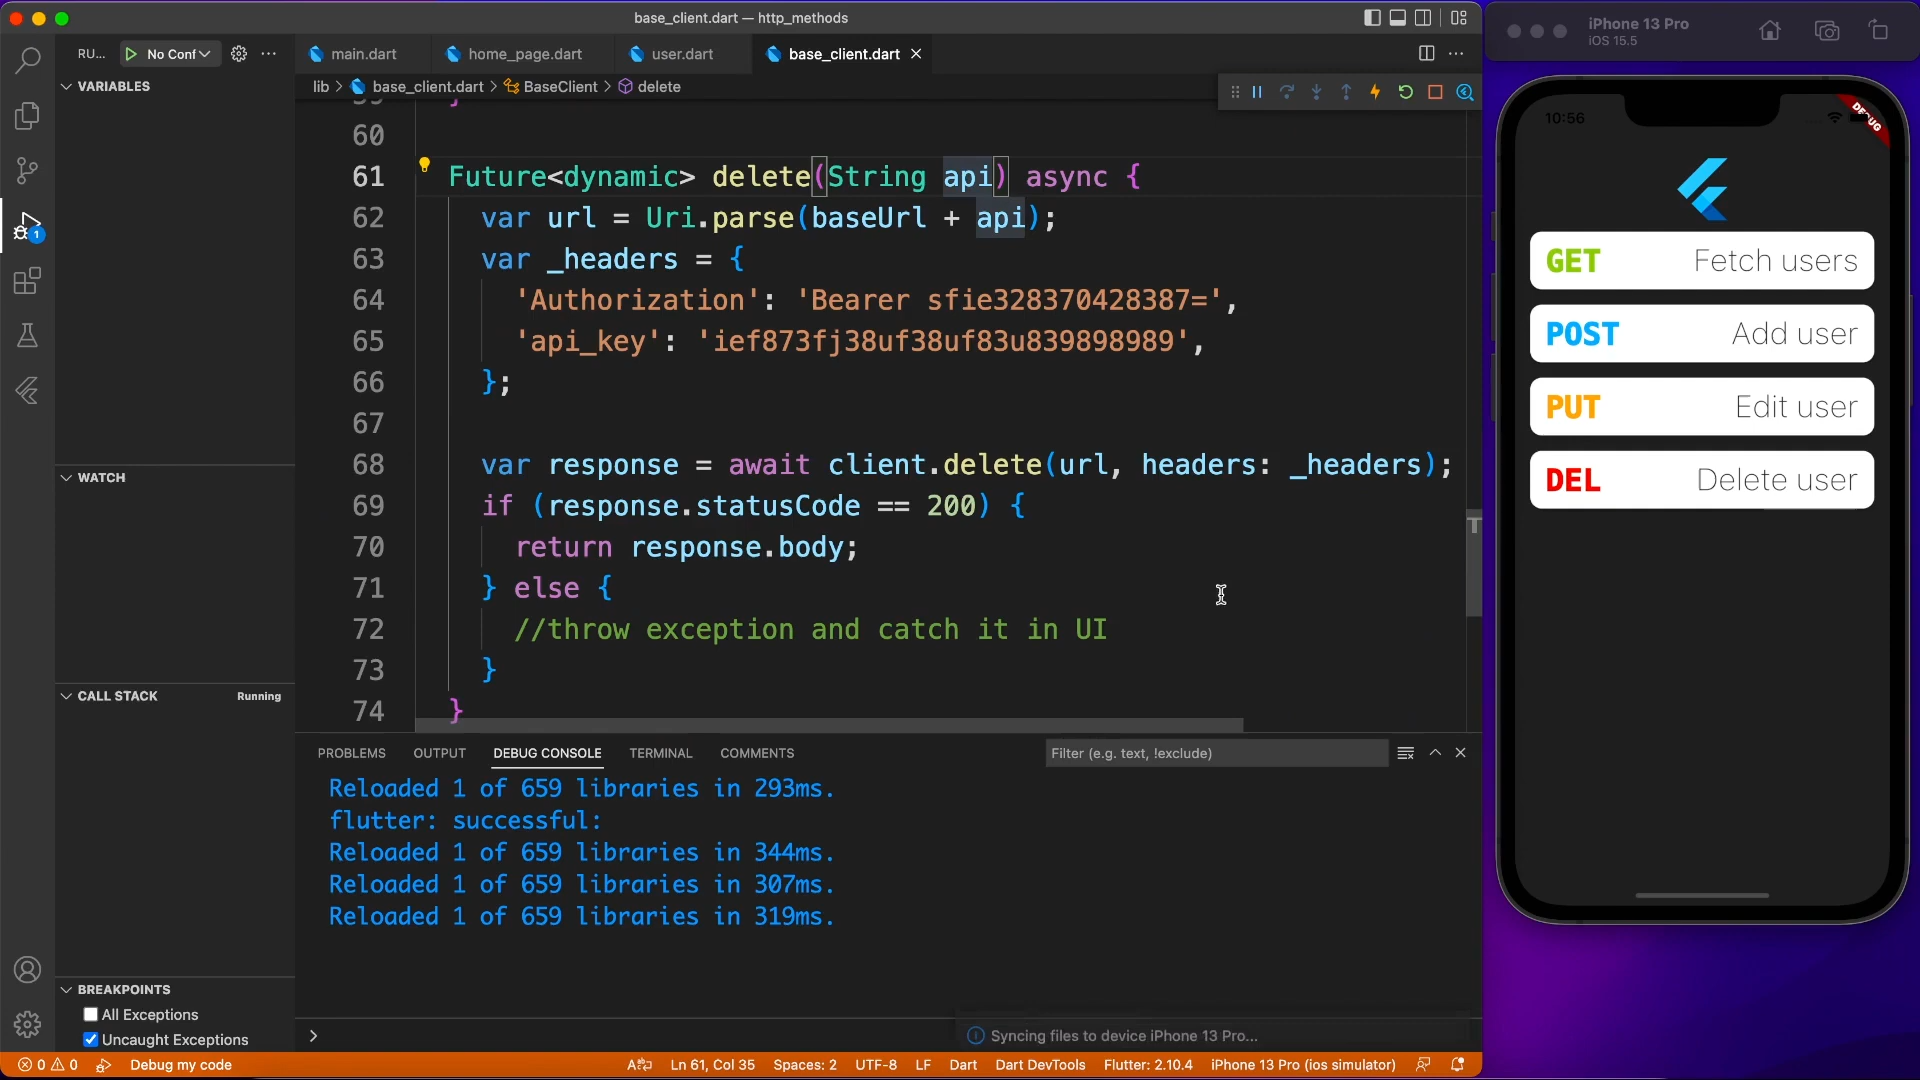 base_client.dart — http_methods
iPhone 13 Pro
iOS 15.5
RU...
No Conf
main.dart
home_page.dart
user.dart
base_client.dart
VARIABLES
lib
base_client.dart
BaseClient
delete
10:56
DEBUG
60
61 Future<dynamic> delete(String api) async {
62 var url = Uri.parse(baseUrl + api);
63 var _headers = {
64 'Authorization': 'Bearer sfie328370428387=',
65 'api_key': 'ief873fj38uf38uf83u839898989',
66 };
67
68 var response = await client.delete(url, headers: _headers);
69 if (response.statusCode == 200) {
70 return response.body;
71 } else {
72 //throw exception and catch it in UI
73 }
74 }
GET Fetch users
POST Add user
PUT Edit user
DEL Delete user
WATCH
CALL STACK Running
PROBLEMS OUTPUT DEBUG CONSOLE TERMINAL COMMENTS
Filter (e.g. text, !exclude)
Reloaded 1 of 659 libraries in 293ms.
flutter: successful:
Reloaded 1 of 659 libraries in 344ms.
Reloaded 1 of 659 libraries in 307ms.
Reloaded 1 of 659 libraries in 319ms.
1
BREAKPOINTS
All Exceptions
Uncaught Exceptions
Syncing files to device iPhone 13 Pro...
0 0 Debug my code Ln 61, Col 35 Spaces: 2 UTF-8 LF Dart Dart DevTools Flutter: 2.10.4 iPhone 13 Pro (ios simulator)